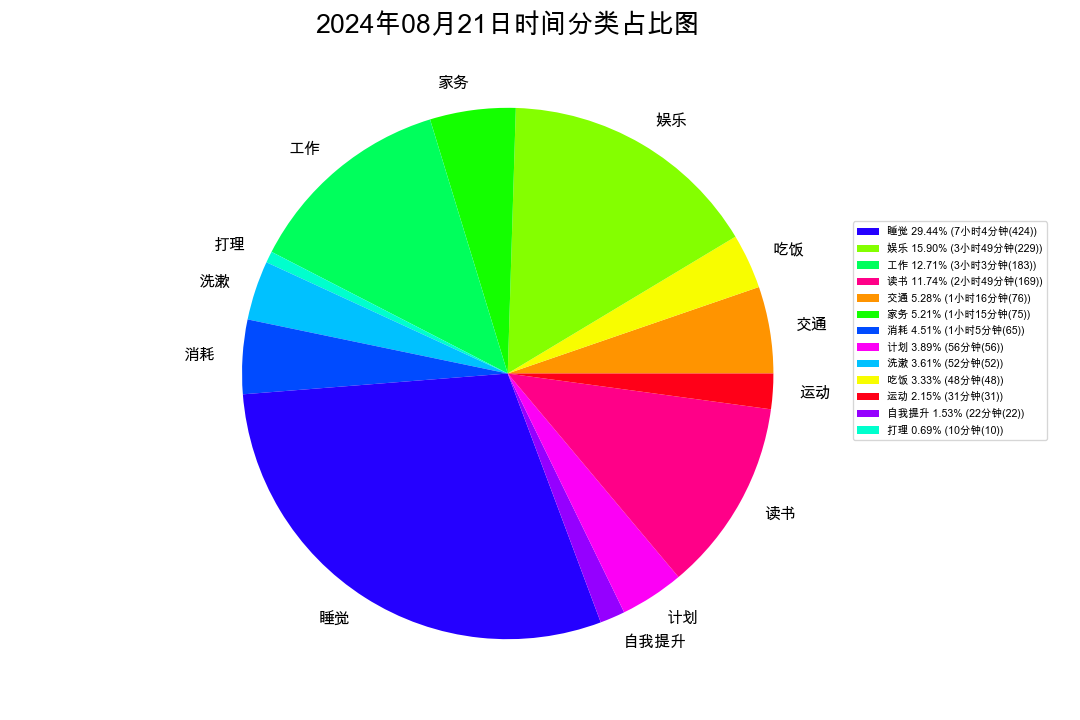 2024年08月21日时间分类占比图
家务
娱乐
工作
打理
吃饭
洗漱
交通
消耗
运动
读书
睡觉
计划
自我提升
睡觉 29.44% (7小时4分钟(424))
娱乐 15.90% (3小时49分钟(229))
工作 12.71% (3小时3分钟(183))
读书 11.74% (2小时49分钟(169))
交通 5.28% (1小时16分钟(76))
家务 5.21% (1小时15分钟(75))
消耗 4.51% (1小时5分钟(65))
计划 3.89% (56分钟(56))
洗漱 3.61% (52分钟(52))
吃饭 3.33% (48分钟(48))
运动 2.15% (31分钟(31))
自我提升 1.53% (22分钟(22))
打理 0.69% (10分钟(10))